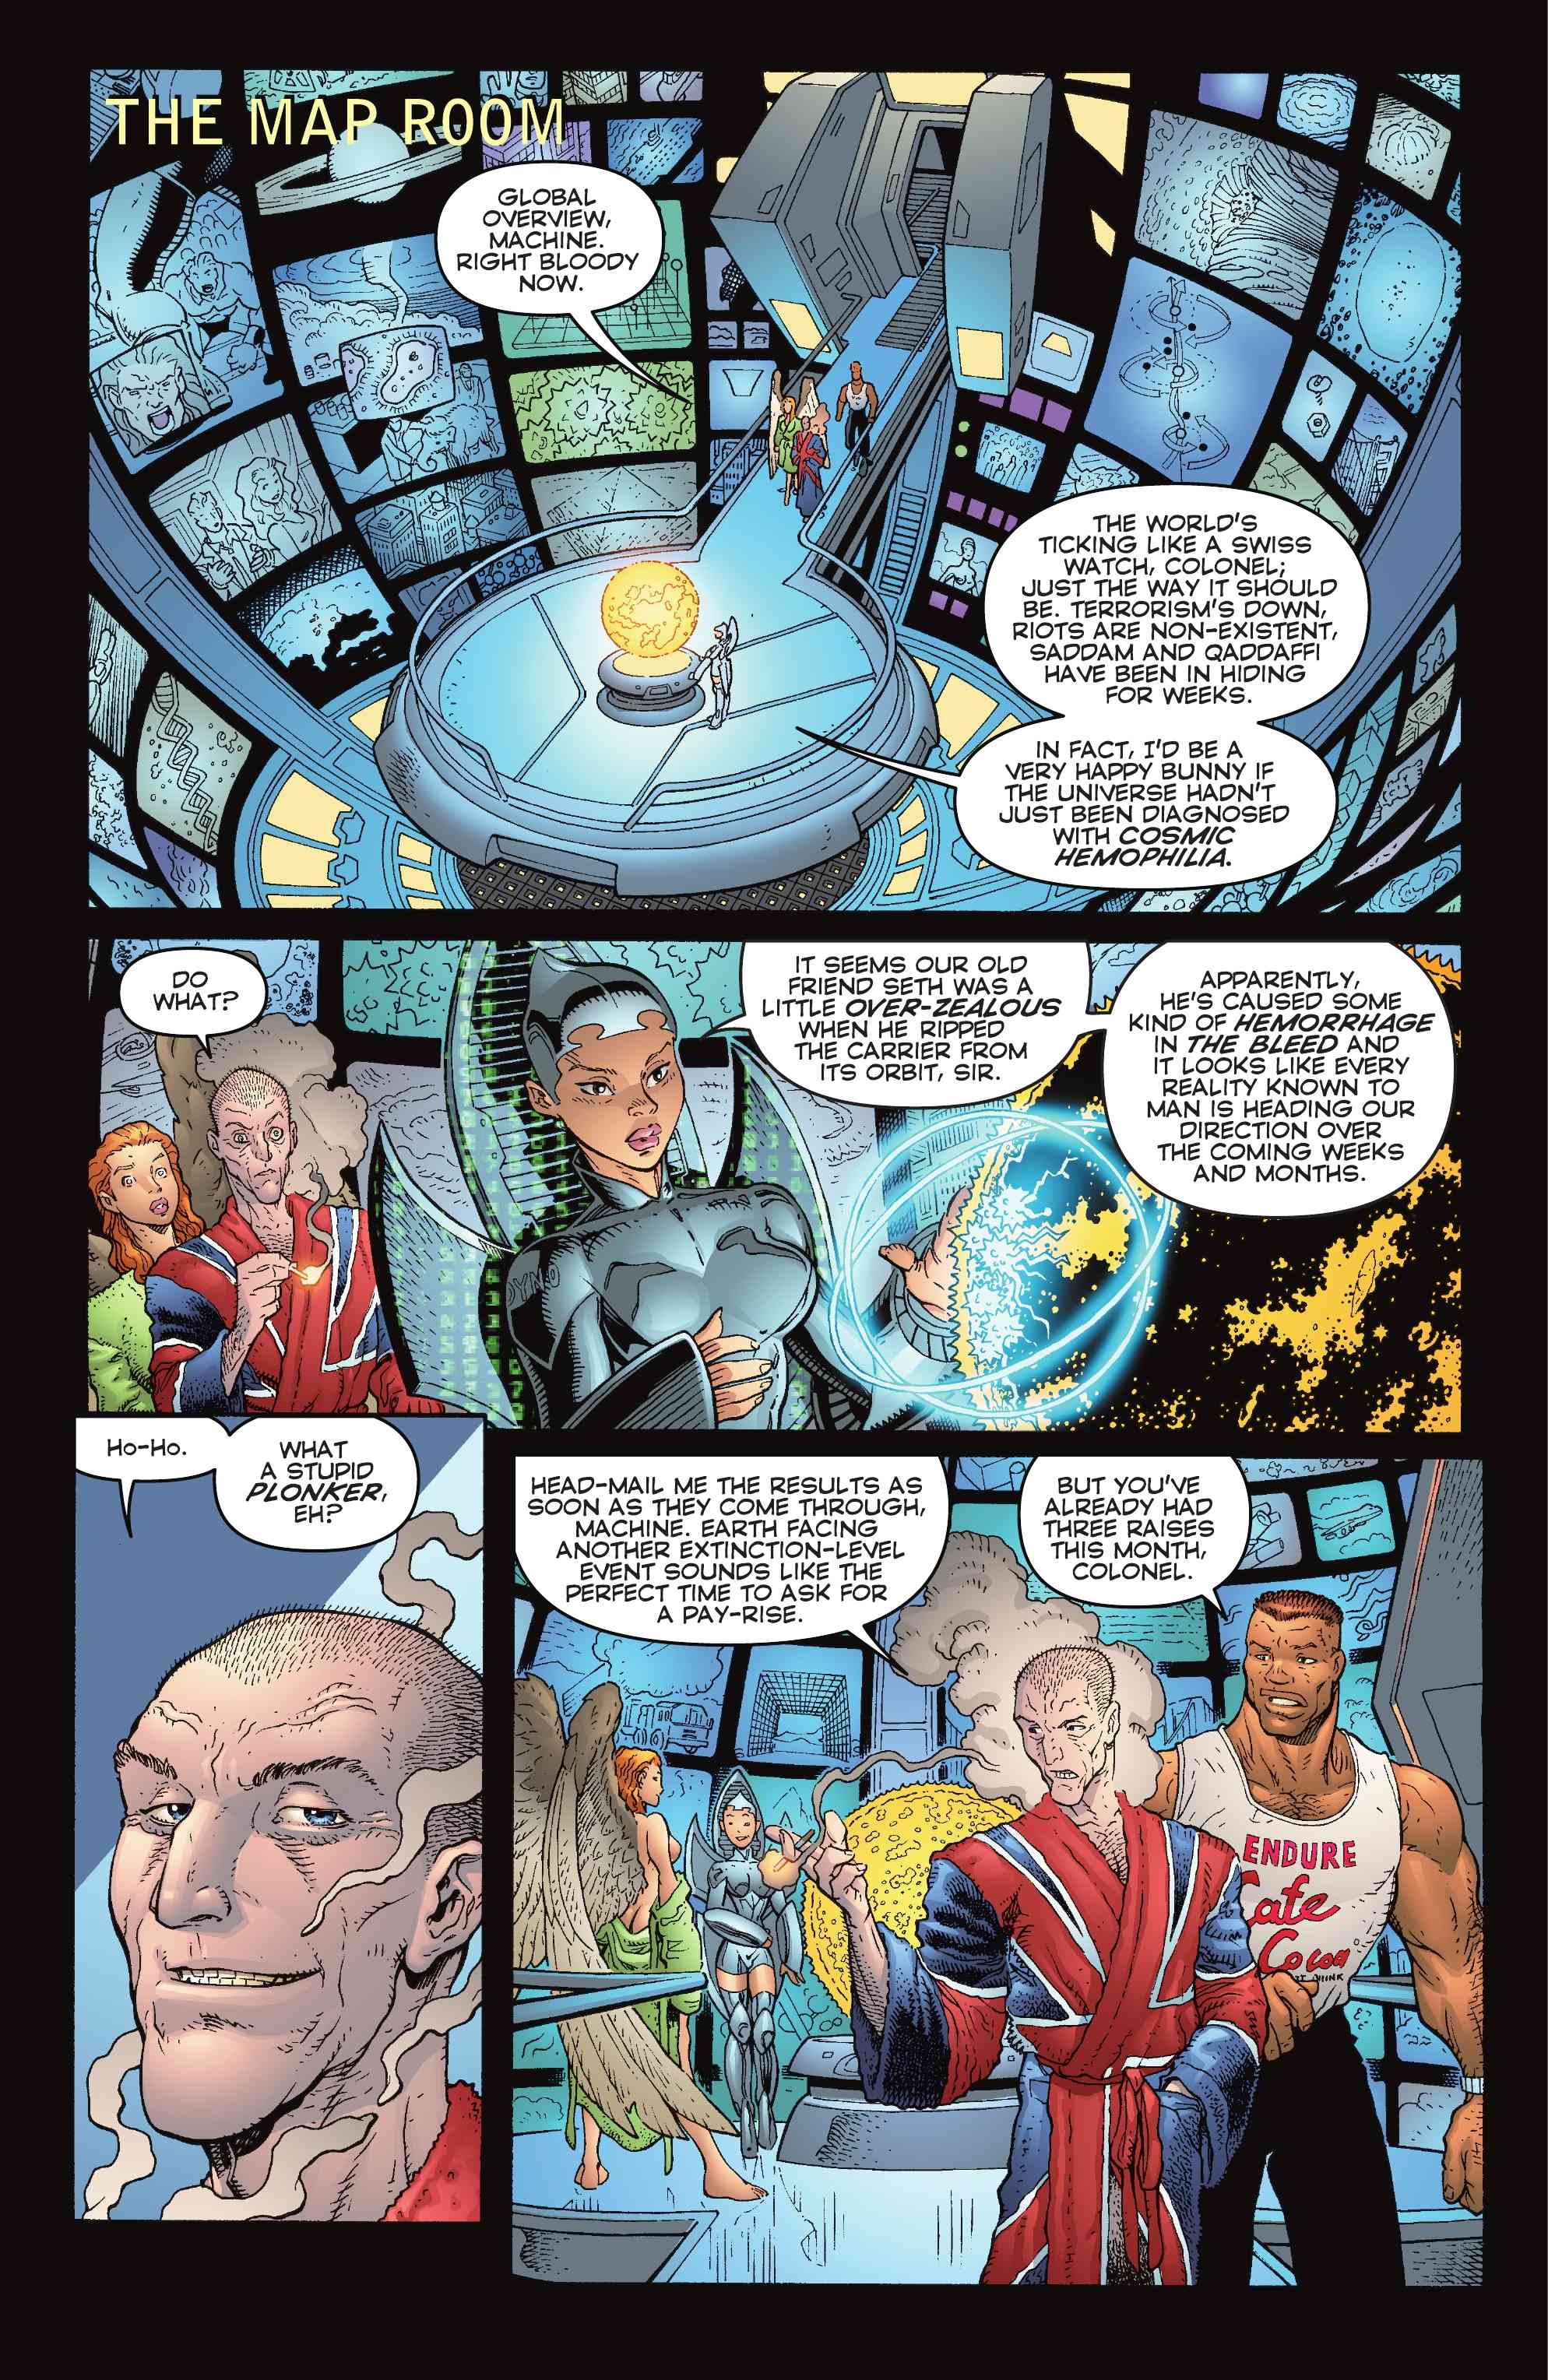 THE MAP ROOM
GLOBAL
OVERVIEW,
MACHINE.
RIGHT BLOODY
NOW.
THE WORLD'S
TICKING LIKE A SWISS
WATCH, COLONEL;
JUST THE WAY IT SHOULD
BE. TERRORISM'S DOWN,
RIOTS ARE NON-EXISTENT,
SADDAM AND QADDAFFI
HAVE BEEN IN HIDING
FOR WEEKS.
IN FACT, I'D BE A
VERY HAPPY BUNNY IF
THE UNIVERSE HADN'T
JUST BEEN DIAGNOSED
WITH COSMIC
HEMOPHILIA.
DO
WHAT?
IT SEEMS OUR OLD
FRIEND SETH WAS A
LITTLE OVER-ZEALOUS
WHEN HE RIPPED
THE CARRIER FROM
ITS ORBIT, SIR.
APPARENTLY,
HE'S CAUSED SOME
KIND OF HEMORRHAGE
IN THE BLEED AND
IT LOOKS LIKE EVERY
REALITY KNOWN TO
MAN IS HEADING OUR
DIRECTION OVER
THE COMING WEEKS
AND MONTHS.
DYNO
HO-HO.
WHAT
A STUPID
PLONKER,
EH?
HEAD-MAIL ME THE RESULTS AS
SOON AS THEY COME THROUGH,
MACHINE. EARTH FACING
ANOTHER EXTINCTION-LEVEL
EVENT SOUNDS LIKE THE
PERFECT TIME TO ASK FOR
A PAY-RISE.
BUT YOU'VE
ALREADY HAD
THREE RAISES
THIS MONTH,
COLONEL.
ENDURE
Cafe
Cocoa